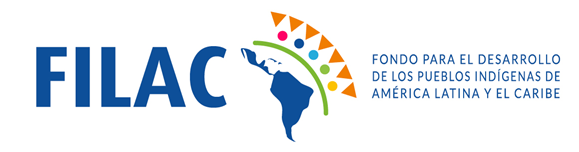 FILAC
FONDO PARA EL DESARROLLO
DE LOS PUEBLOS INDÍGENAS DE
AMÉRICA LATINA Y EL CARIBE